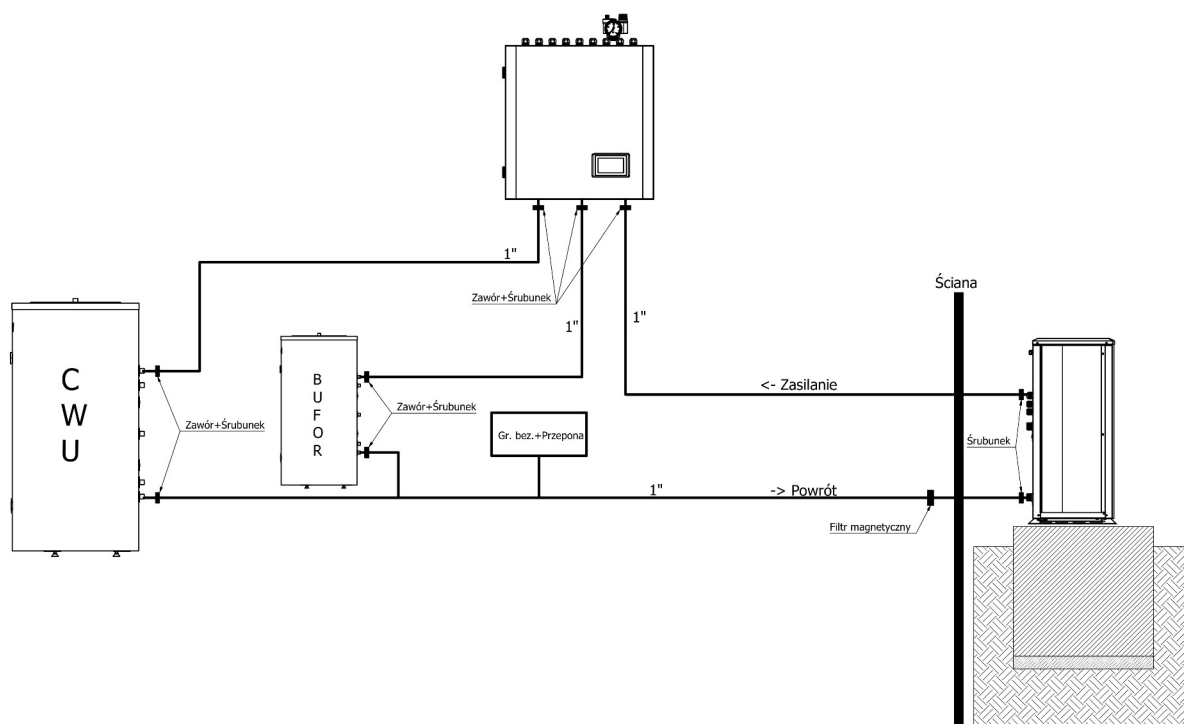 1"
Zawór+Śrubunek
Ściana
1"
1"
C
W
U
B
U
F
O
R
<- Zasilanie
Zawór+Śrubunek
Zawór+Śrubunek
Gr. bez.+Przepona
Śrubunek
1"
-> Powrót
Filtr magnetyczny